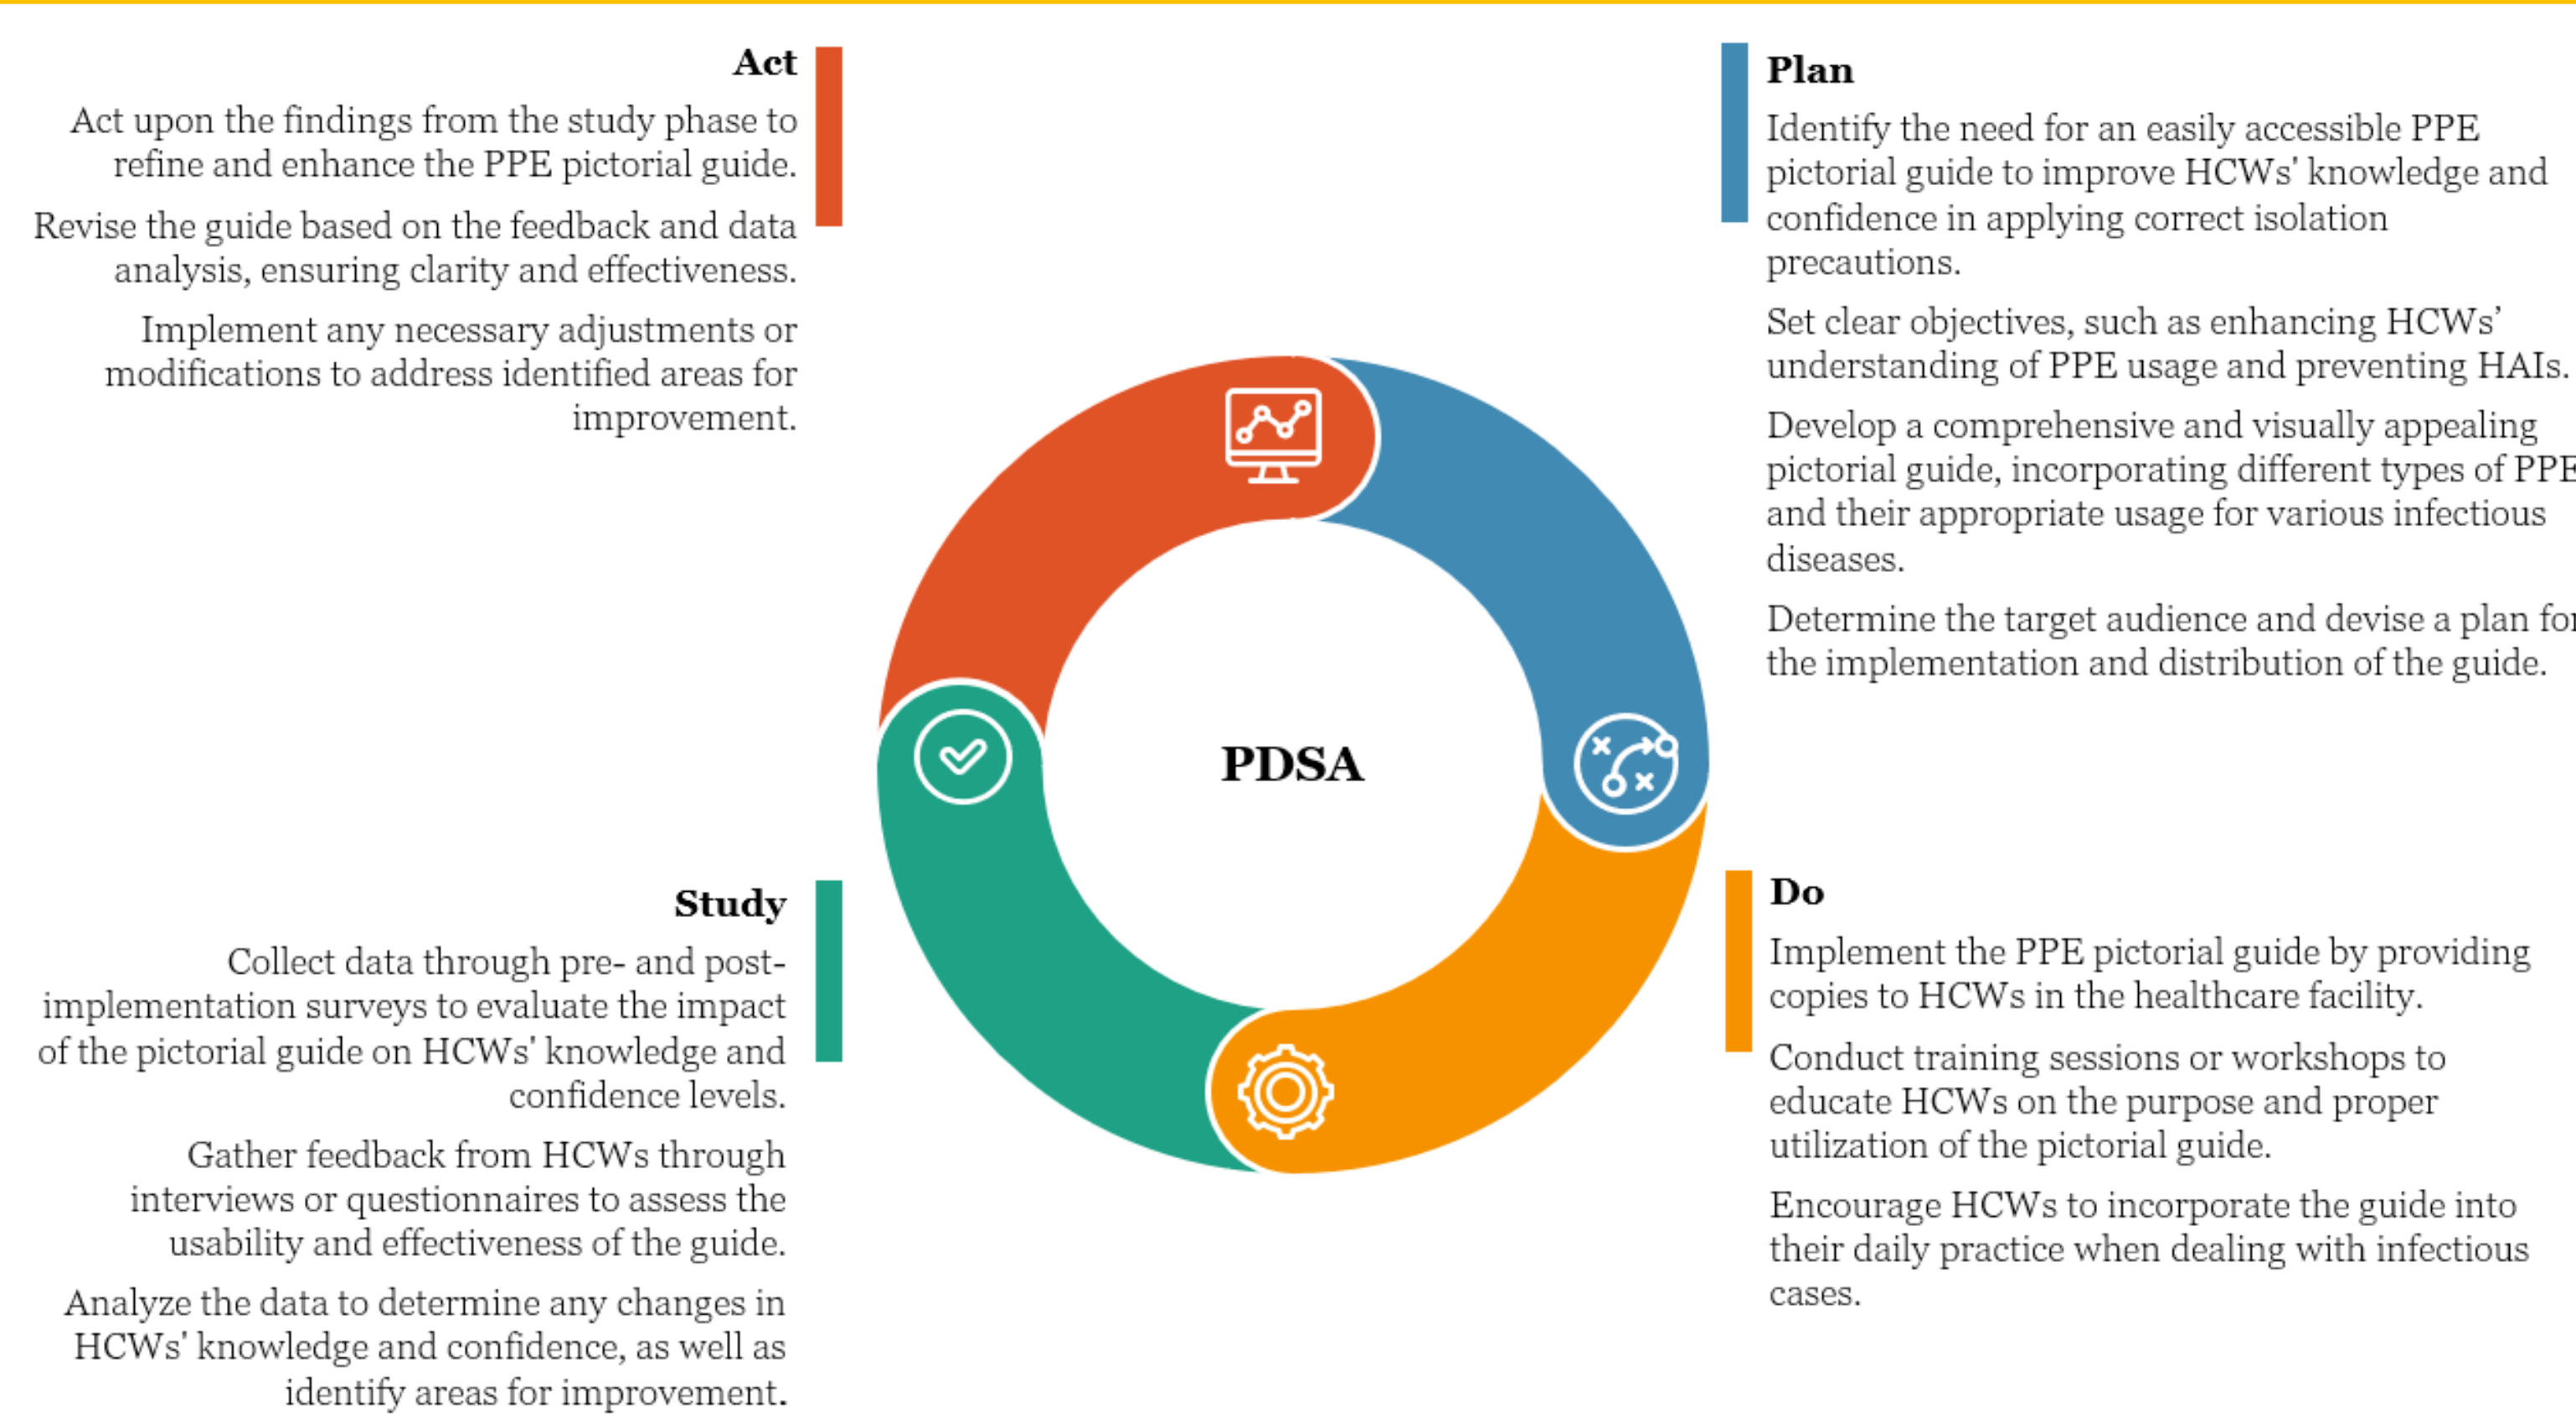 Act
Act upon the findings from the study phase to
refine and enhance the PPE pictorial guide.
Revise the guide based on the feedback and data
analysis, ensuring clarity and effectiveness.
Implement any necessary adjustments or
modifications to address identified areas for
improvement.
Plan
Identify the need for an easily accessible PPE
pictorial guide to improve HCWs' knowledge and
confidence in applying correct isolation
precautions.
Set clear objectives, such as enhancing HCWs’
understanding of PPE usage and preventing HAIs.
Develop a comprehensive and visually appealing
pictorial guide, incorporating different types of PPE
and their appropriate usage for various infectious
diseases.
Determine the target audience and devise a plan for
the implementation and distribution of the guide.
PDSA
Study
Collect data through pre- and post-
implementation surveys to evaluate the impact
of the pictorial guide on HCWs' knowledge and
confidence levels.
Gather feedback from HCWs through
interviews or questionnaires to assess the
usability and effectiveness of the guide.
Analyze the data to determine any changes in
HCWs' knowledge and confidence, as well as
identify areas for improvement.
Do
Implement the PPE pictorial guide by providing
copies to HCWs in the healthcare facility.
Conduct training sessions or workshops to
educate HCWs on the purpose and proper
utilization of the pictorial guide.
Encourage HCWs to incorporate the guide into
their daily practice when dealing with infectious
cases.